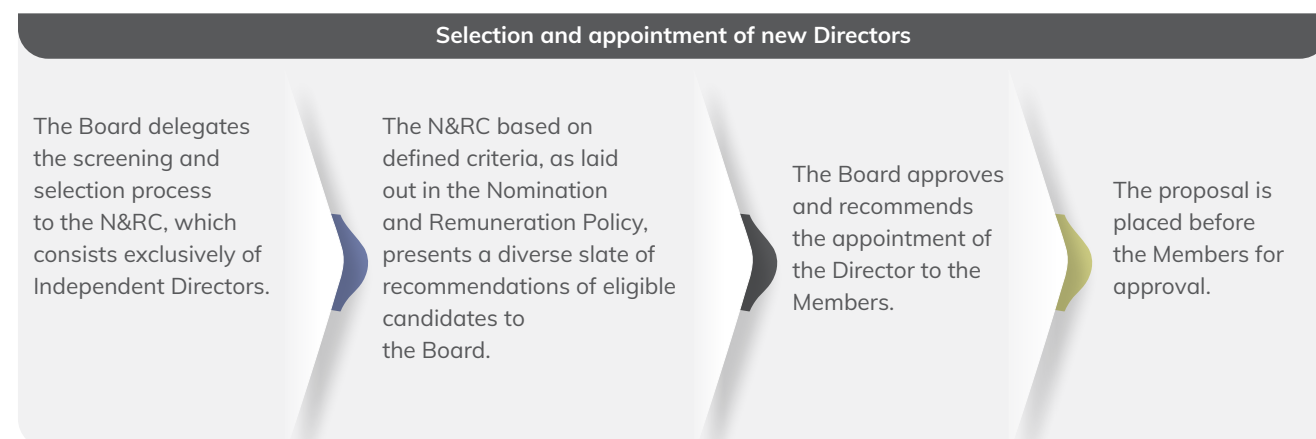 Selection and appointment of new Directors
The Board delegates
the screening and
selection process
to the N&RC, which
consists exclusively of
Independent Directors.
The N&RC based on
defined criteria, as laid
out in the Nomination
and Remuneration Policy,
presents a diverse slate of
recommendations of eligible
candidates to
the Board.
The Board approves
and recommends
the appointment of
the Director to the
Members.
The proposal is
placed before
the Members for
approval.